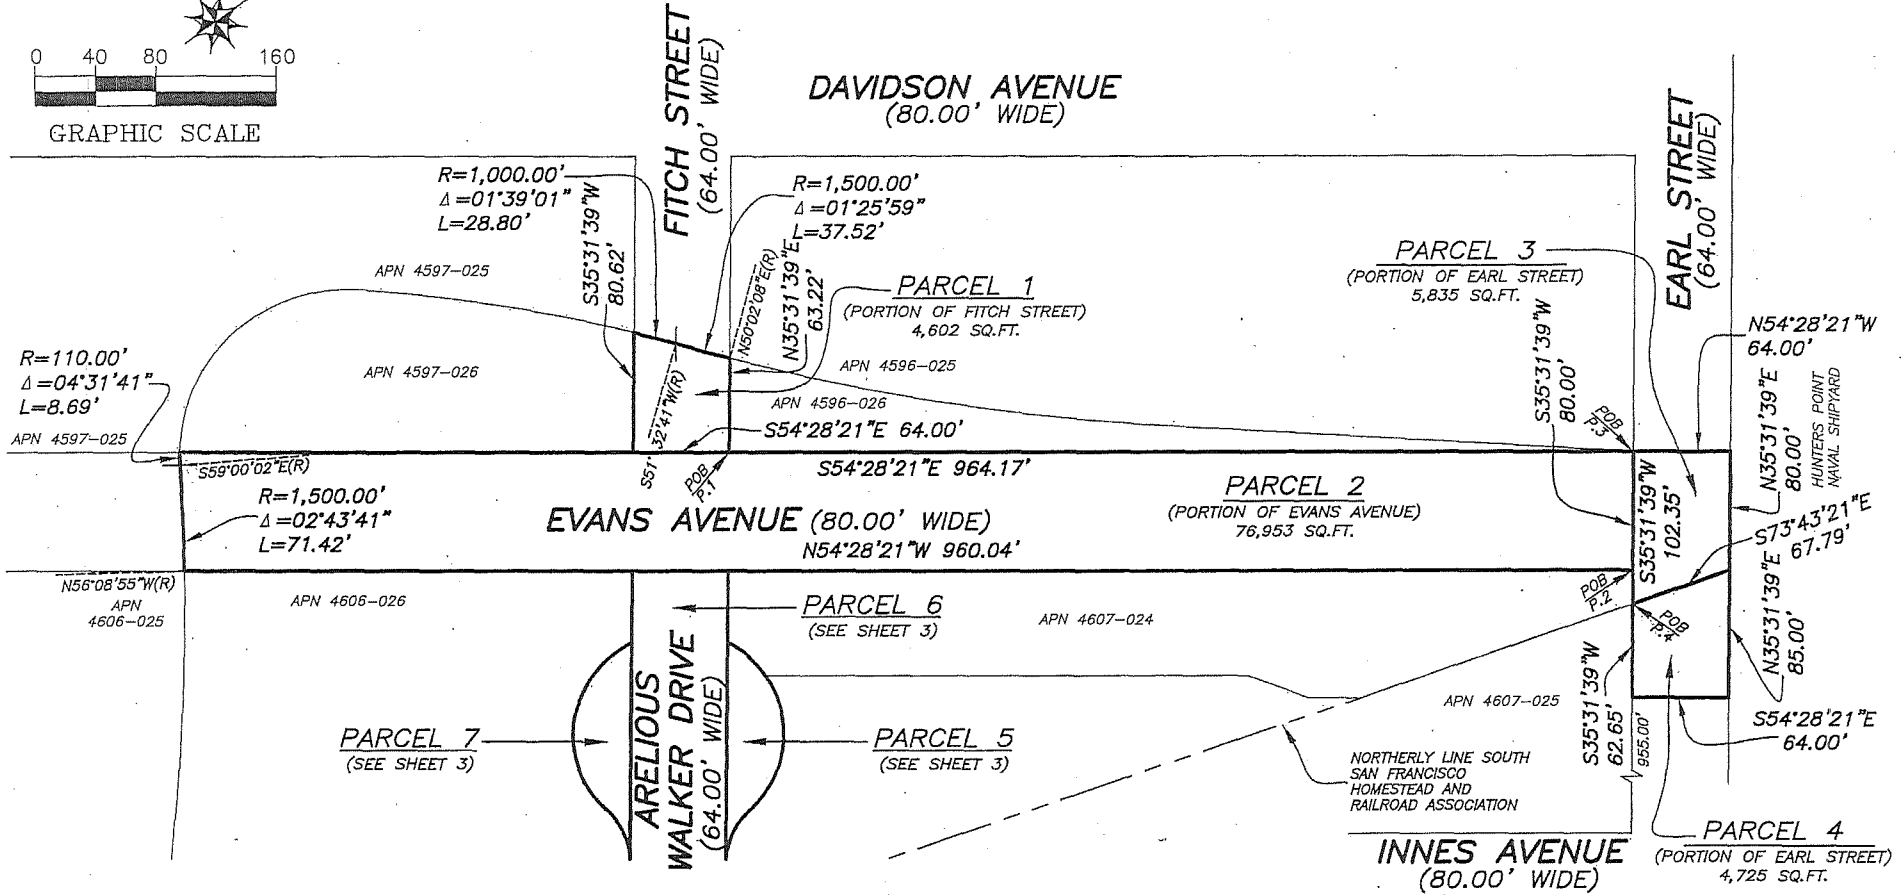 0 40 80 160
GRAPHIC SCALE
FITCH STREET
(64.00' WIDE)
DAVIDSON AVENUE
(80.00' WIDE)
EARL STREET
(64.00' WIDE)
R=1,000.00'
Δ=01°39'01"
L=28.80'
S35°31'39"W
80.62'
R=1,500.00'
Δ=01°25'59"
L=37.52'
N50°02'08"E(R)
N35°31'39"E
63.22'
APN 4597-025
PARCEL 1
(PORTION OF FITCH STREET)
4,602 SQ.FT.
PARCEL 3
(PORTION OF EARL STREET)
5,835 SQ.FT.
N54°28'21"W
64.00'
R=110.00'
Δ=04°31'41"
L=8.69'
APN 4597-026
APN 4596-025
APN 4596-026
S35°31'39"W
80.00'
POB
P.3
N35°31'39"E
80.00'
HUNTERS POINT
NAVAL SHIPYARD
APN 4597-025
S51°32'41"W(R)
S54°28'21"E 64.00'
POB
P.1
S59°00'02"E(R)
S54°28'21"E 964.17'
R=1,500.00'
Δ=02°43'41"
L=71.42'
EVANS AVENUE (80.00' WIDE)
N54°28'21"W 960.04'
PARCEL 2
(PORTION OF EVANS AVENUE)
76,953 SQ.FT.
S35°31'39"W
102.35'
S73°43'21"E
67.79'
N56°08'55"W(R)
APN
4606-025
APN 4606-026
PARCEL 6
(SEE SHEET 3)
APN 4607-024
POB
P.2
POB
P.4
N35°31'39"E
85.00'
ARELIOUS
WALKER DRIVE
(64.00' WIDE)
PARCEL 7
(SEE SHEET 3)
PARCEL 5
(SEE SHEET 3)
APN 4607-025
S35°31'39"W
62.65'
955.00'
S54°28'21"E
64.00'
NORTHERLY LINE SOUTH
SAN FRANCISCO
HOMESTEAD AND
RAILROAD ASSOCIATION
INNES AVENUE
(80.00' WIDE)
PARCEL 4
(PORTION OF EARL STREET)
4,725 SQ.FT.